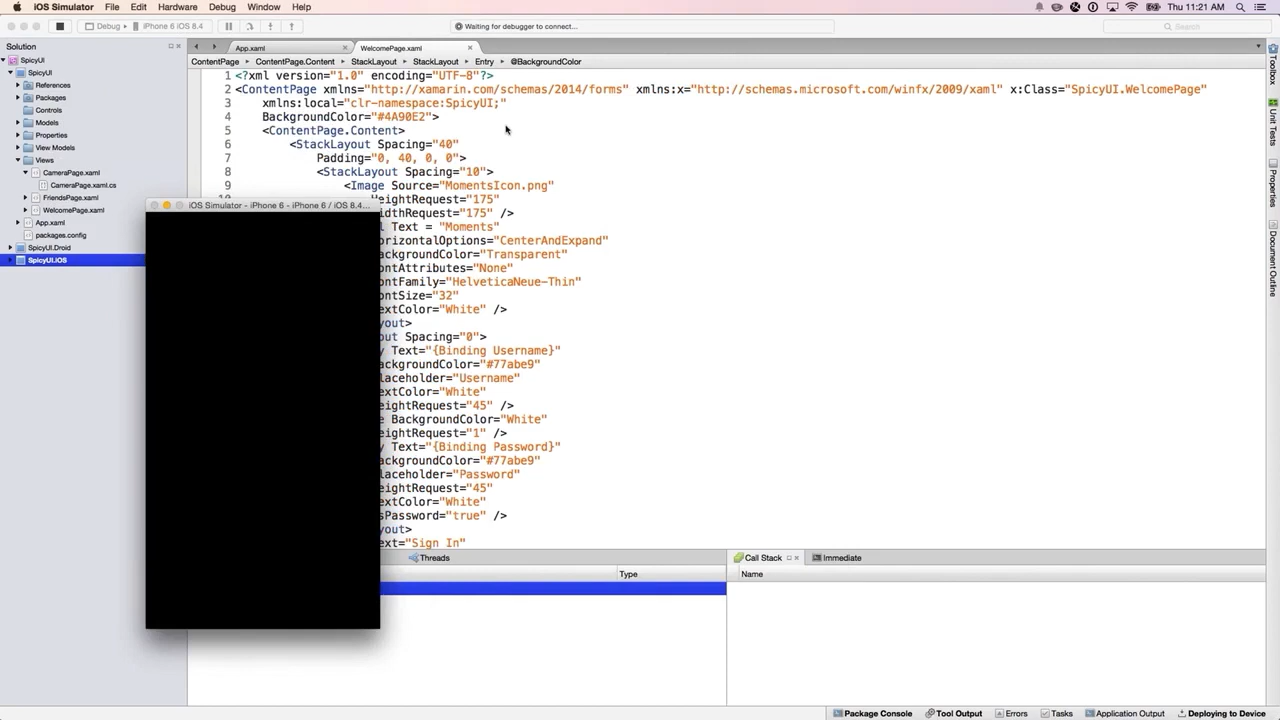 iOS Simulator File Edit Hardware Debug Window Help Thu 11:21 AM
Debug iPhone 6 iOS 8.4 Waiting for debugger to connect... Search
Solution
SpicyUI
SpicyUI
References
Packages
Controls
Models
Properties
View Models
Views
CameraPage.xaml
CameraPage.xaml.cs
FriendsPage.xaml
WelcomePage.xaml
App.xaml
packages.config
SpicyUI.Droid
SpicyUI.iOS
App.xaml WelcomePage.xaml
ContentPage ContentPage.Content StackLayout StackLayout Entry @BackgroundColor
1 <?xml version="1.0" encoding="UTF-8"?>
2 <ContentPage xmlns="http://xamarin.com/schemas/2014/forms" xmlns:x="http://schemas.microsoft.com/winfx/2009/xaml" x:Class="SpicyUI.WelcomePage"
3 xmlns:local="clr-namespace:SpicyUI;"
4 BackgroundColor="#4A90E2">
5 <ContentPage.Content>
6 <StackLayout Spacing="40"
7 Padding="0, 40, 0, 0">
8 <StackLayout Spacing="10">
9 <Image Source="MomentsIcon.png"
HeightRequest="175"
idthRequest="175" />
l Text = "Moments"
orizontalOptions="CenterAndExpand"
ackgroundColor="Transparent"
ontAttributes="None"
ontFamily="HelveticaNeue-Thin"
ontSize="32"
extColor="White" />
yout>
out Spacing="0">
y Text="{Binding Username}"
ackgroundColor="#77abe9"
laceholder="Username"
extColor="White"
eightRequest="45" />
e BackgroundColor="White"
eightRequest="1" />
y Text="{Binding Password}"
ackgroundColor="#77abe9"
laceholder="Password"
eightRequest="45"
extColor="White"
sPassword="true" />
yout>
ext="Sign In"
iOS Simulator - iPhone 6 - iPhone 6 / iOS 8.4...
Threads
Type
Call Stack Immediate
Name
Toolbox
Unit Tests
Properties
Document Outline
Package Console Tool Output Errors Tasks Application Output Deploying to Device